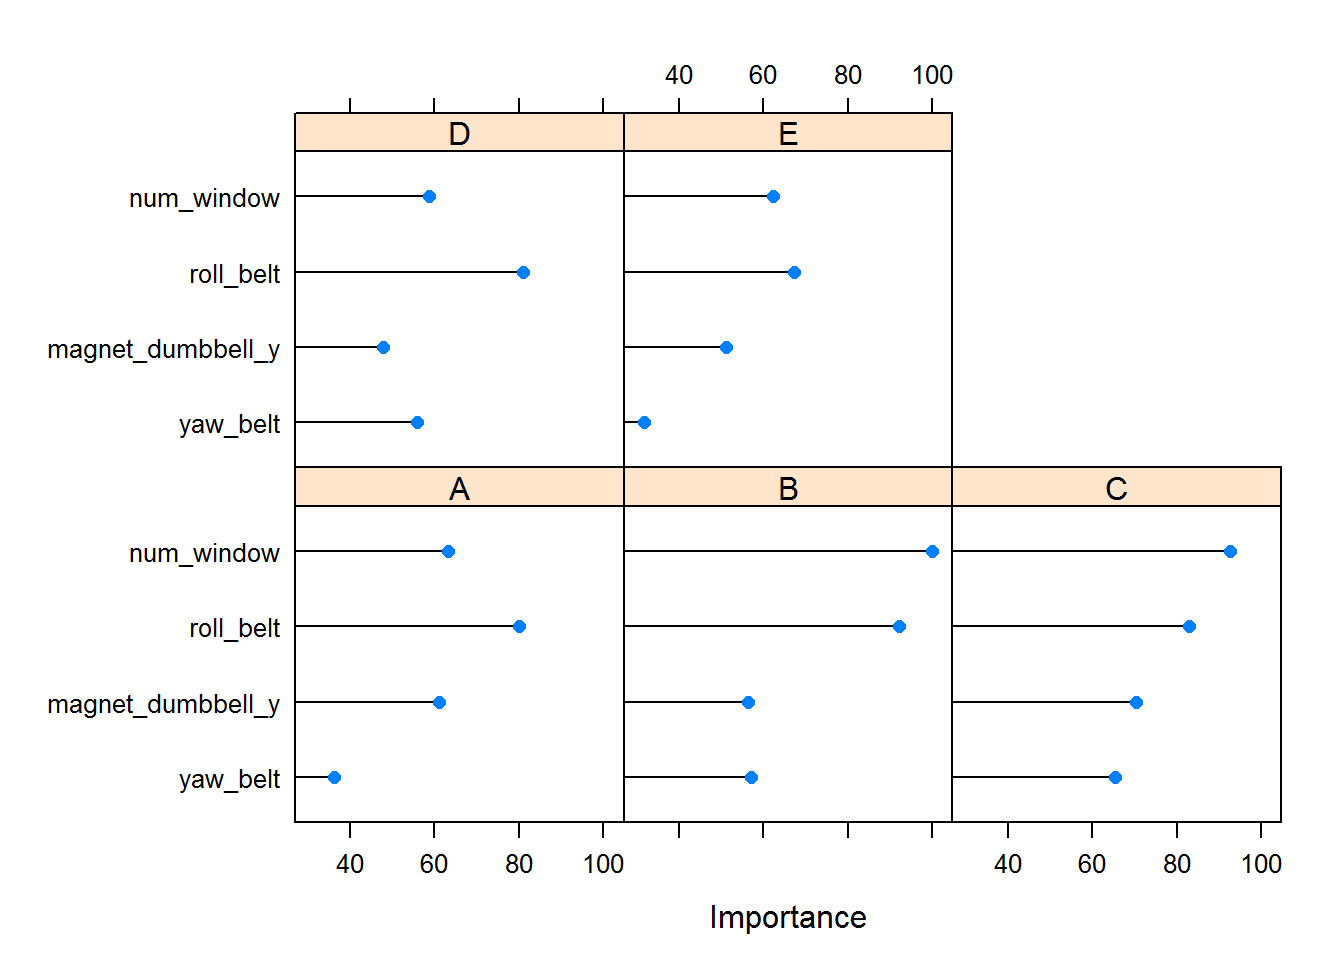 40 60 80 100
D E
num_window
roll_belt
magnet_dumbbell_y
yaw_belt
A B C
num_window
roll_belt
magnet_dumbbell_y
yaw_belt
40 60 80 100 40 60 80 100
Importance